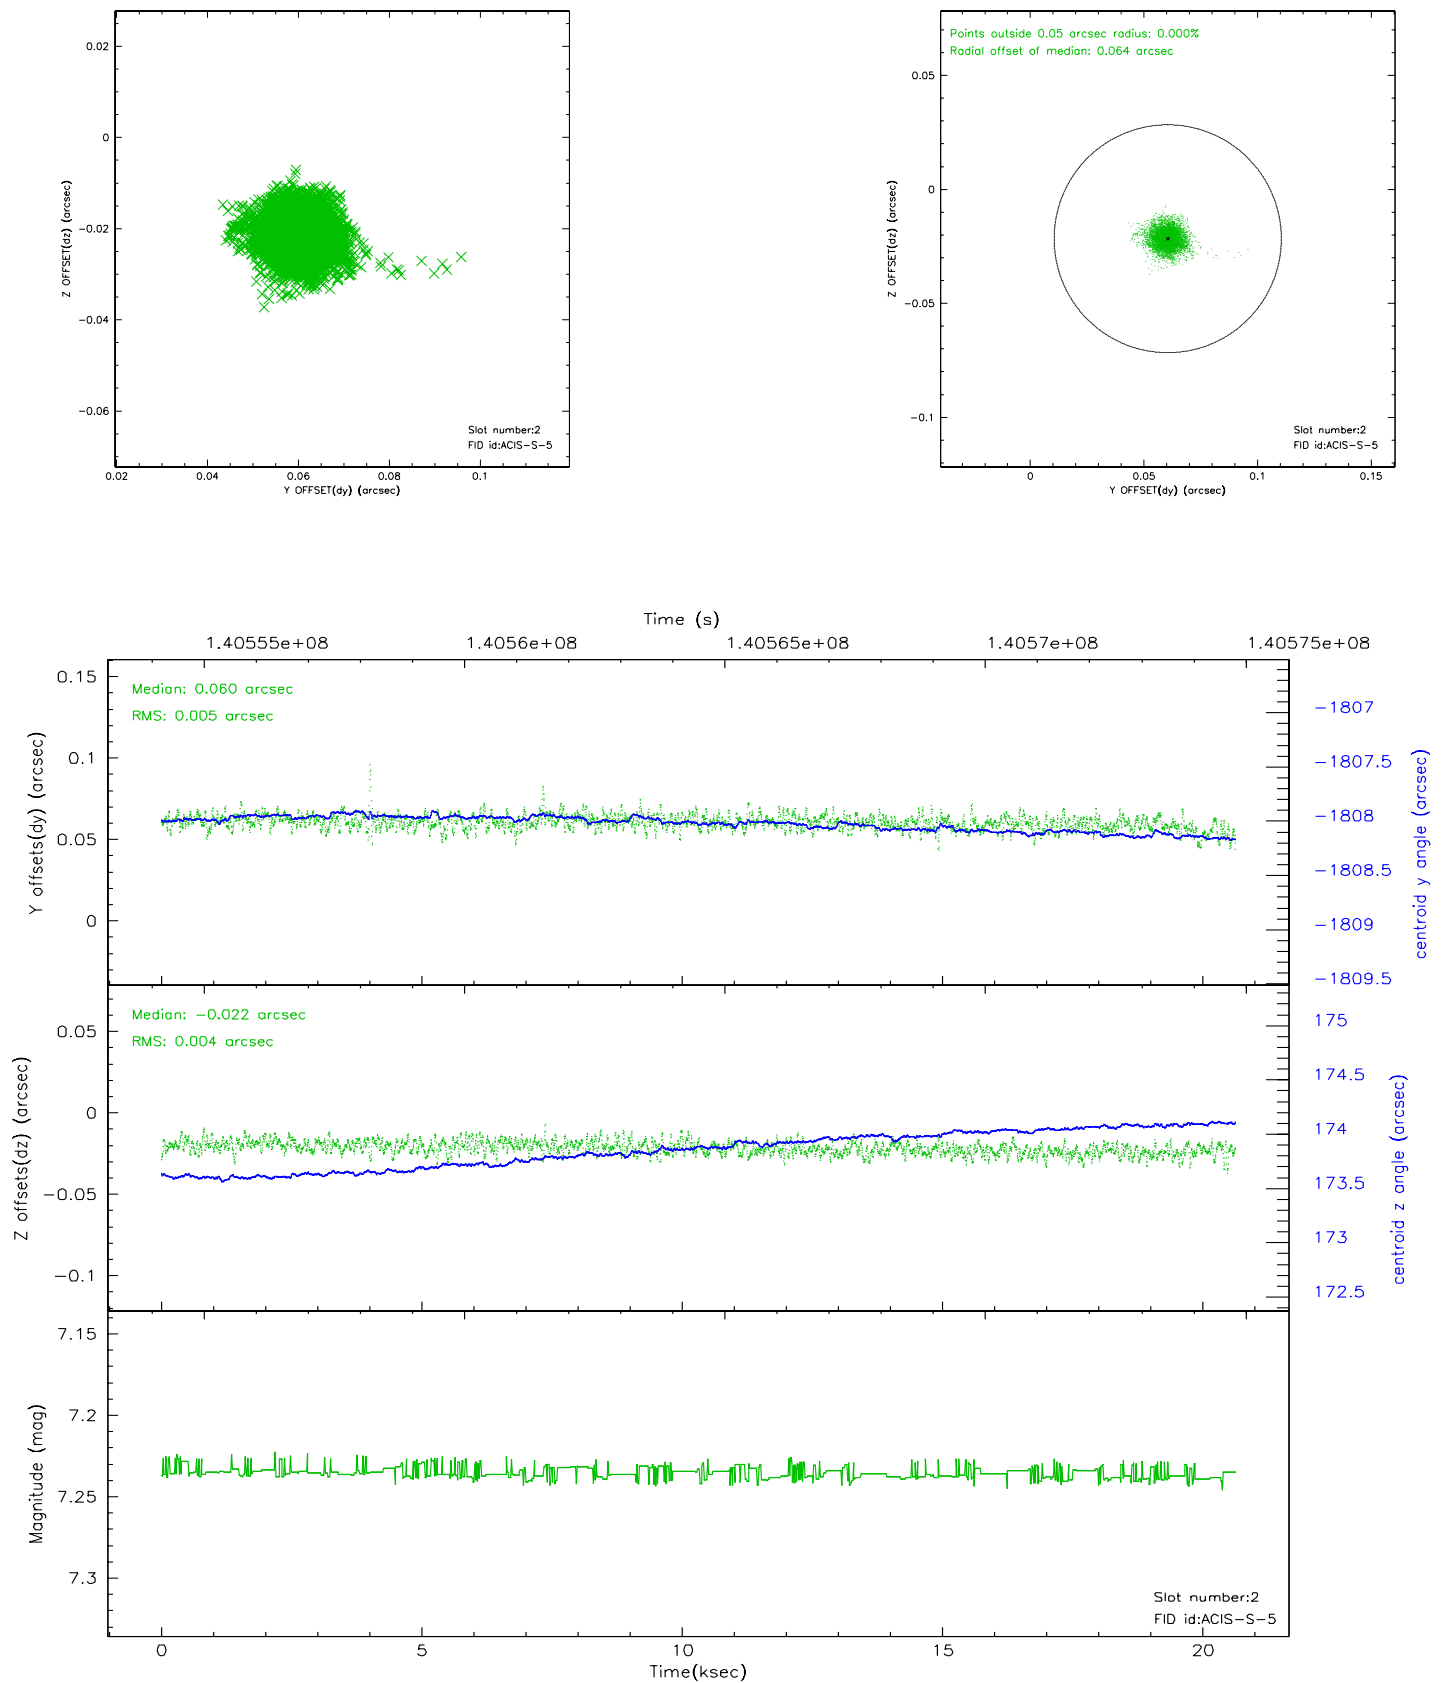 0.02
0
−0.02
−0.04
−0.06
Z OFFSET(dz) (arcsec)
Slot number:2
FID id:ACIS−S−5
0.02 0.04 0.06 0.08 0.1
Y OFFSET(dy) (arcsec)
Points outside 0.05 arcsec radius: 0.000%
Radial offset of median: 0.064 arcsec
0.05
0
−0.05
−0.1
Z OFFSET(dz) (arcsec)
Slot number:2
FID id:ACIS−S−5
0 0.05 0.1 0.15
Y OFFSET(dy) (arcsec)
Time (s)
1.40555e+08 1.4056e+08 1.40565e+08 1.4057e+08 1.40575e+08
Median: 0.060 arcsec
RMS: 0.005 arcsec
0.15
0.1
0.05
0
Y offsets(dy) (arcsec)
−1807
−1807.5
−1808
−1808.5
−1809
−1809.5
centroid y angle (arcsec)
Median: −0.022 arcsec
RMS: 0.004 arcsec
0.05
0
−0.05
−0.1
Z offsets(dz) (arcsec)
175
174.5
174
173.5
173
172.5
centroid z angle (arcsec)
7.15
7.2
7.25
7.3
Magnitude (mag)
Slot number:2
FID id:ACIS−S−5
0 5 10 15 20
Time(ksec)